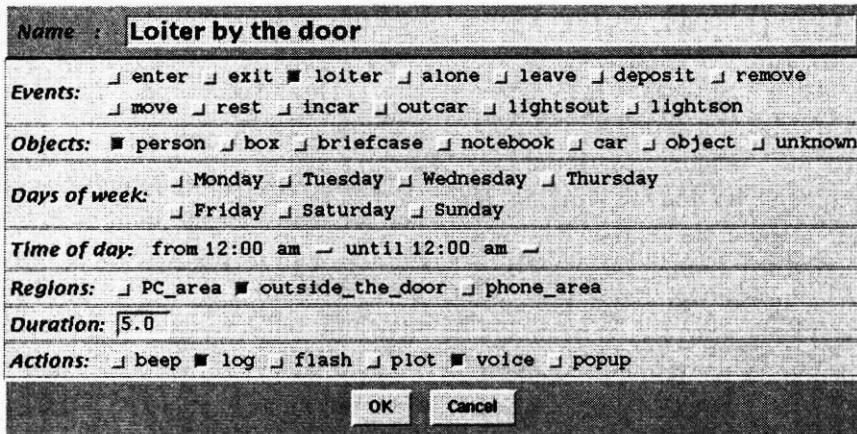 Name : Loiter by the door
Events: enter exit loiter alone leave deposit remove
move rest incar outcar lightsout lightson
Objects: person box briefcase notebook car object unknown
Days of week: Monday Tuesday Wednesday Thursday
Friday Saturday Sunday
Time of day: from 12:00 am until 12:00 am
Regions: PC_area outside_the_door phone_area
Duration: 5.0
Actions: beep log flash plot voice popup
OK Cancel